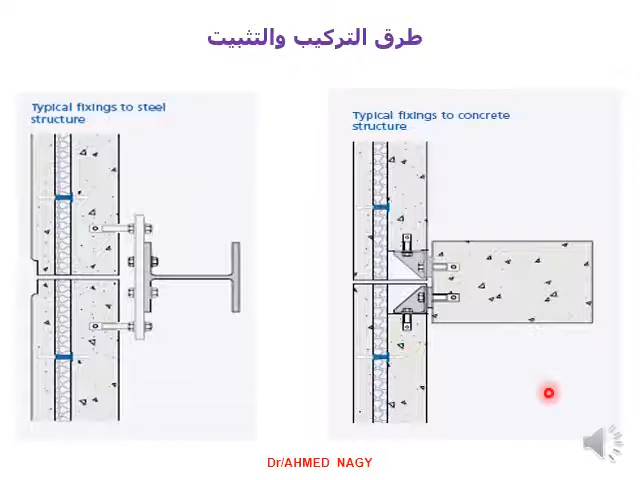 طرق التركيب والتثبيت
Typical fixings to steel
structure
Typical fixings to concrete
structure
Dr/AHMED NAGY